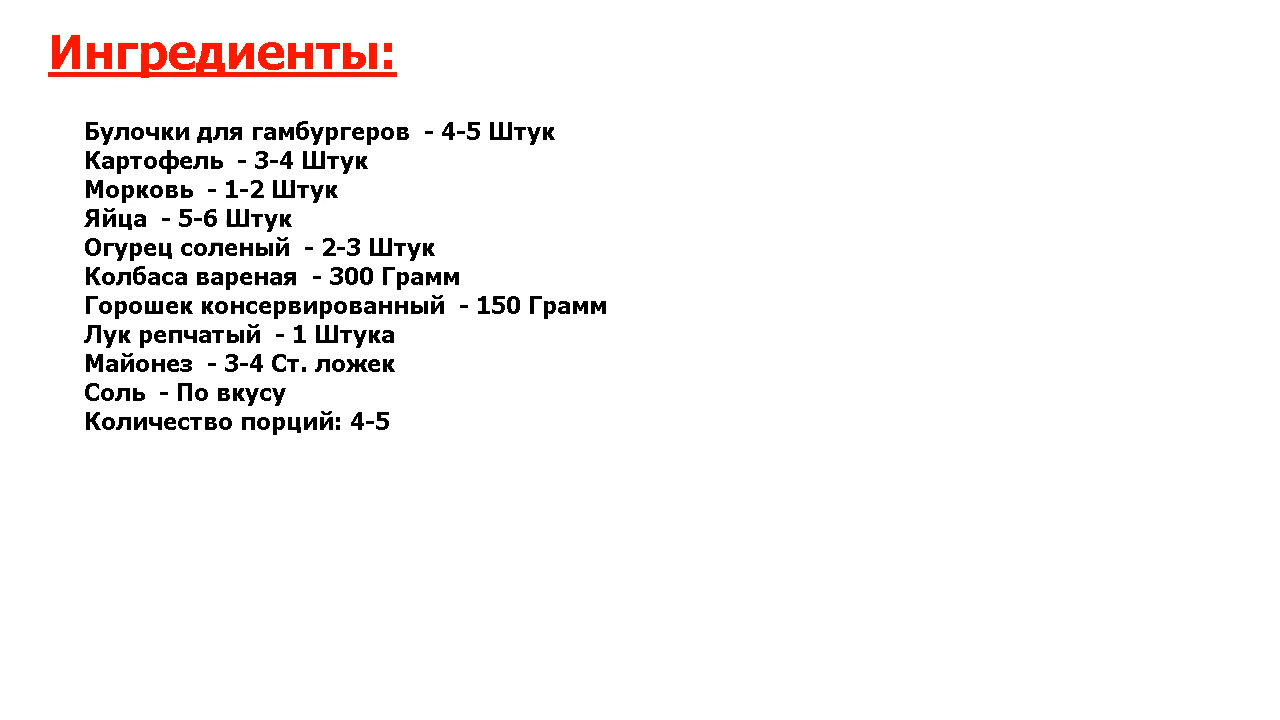 Ингредиенты:
Булочки для гамбургеров - 4-5 Штук
Картофель - 3-4 Штук
Морковь - 1-2 Штук
Яйца - 5-6 Штук
Огурец соленый - 2-3 Штук
Колбаса вареная - 300 Грамм
Горошек консервированный - 150 Грамм
Лук репчатый - 1 Штука
Майонез - 3-4 Ст. ложек
Соль - По вкусу
Количество порций: 4-5